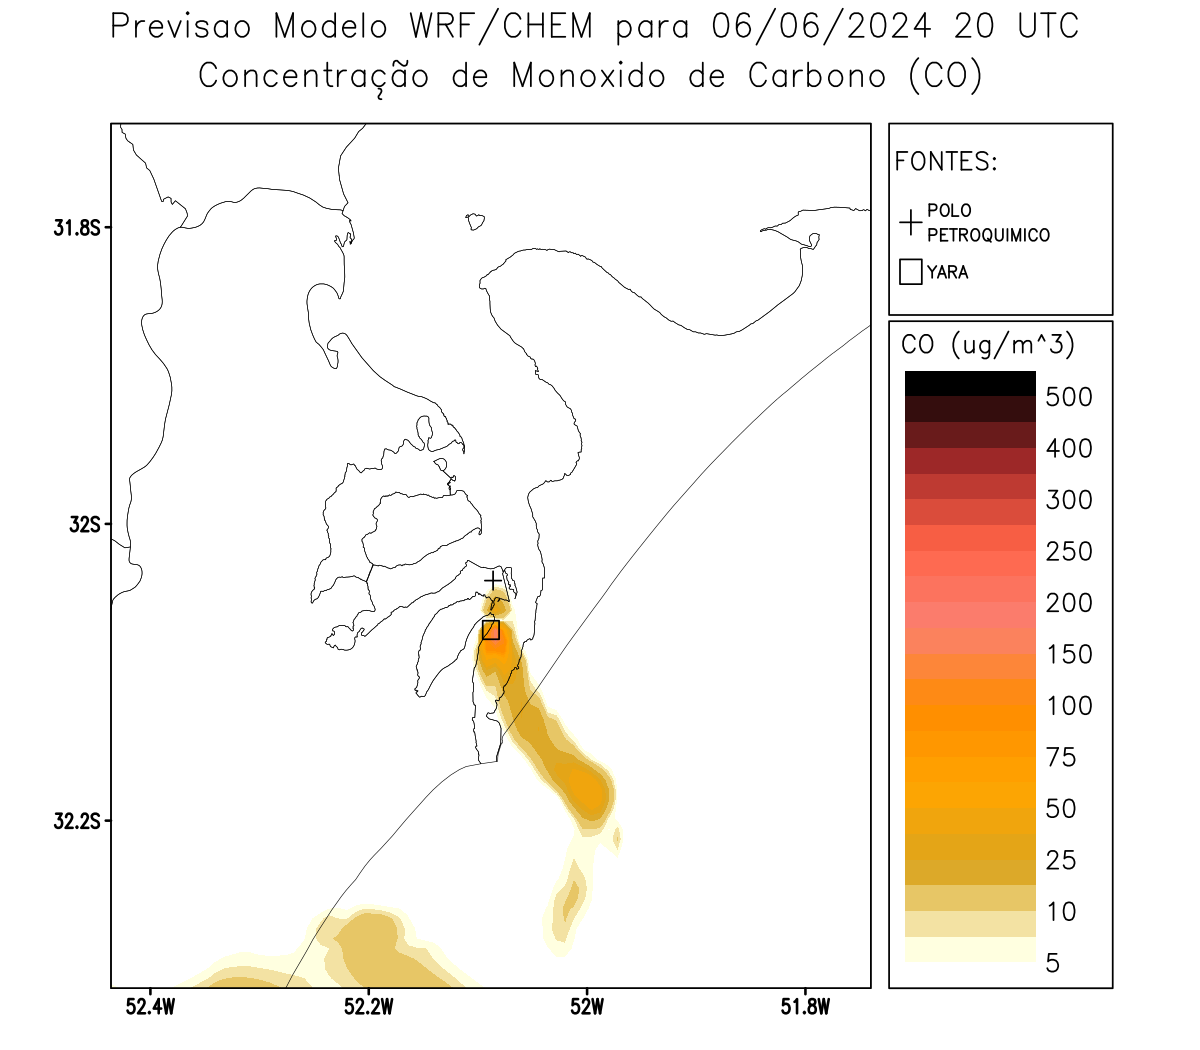 Previsao Modelo WRF/CHEM para 06/06/2024 20 UTC
Concentração de Monoxido de Carbono (CO)
FONTES:
POLO
PETROQUIMICO
YARA
CO (ug/m^3)
500
400
300
250
200
150
100
75
50
25
10
5
31.8S
32S
32.2S
52.4W
52.2W
52W
51.8W